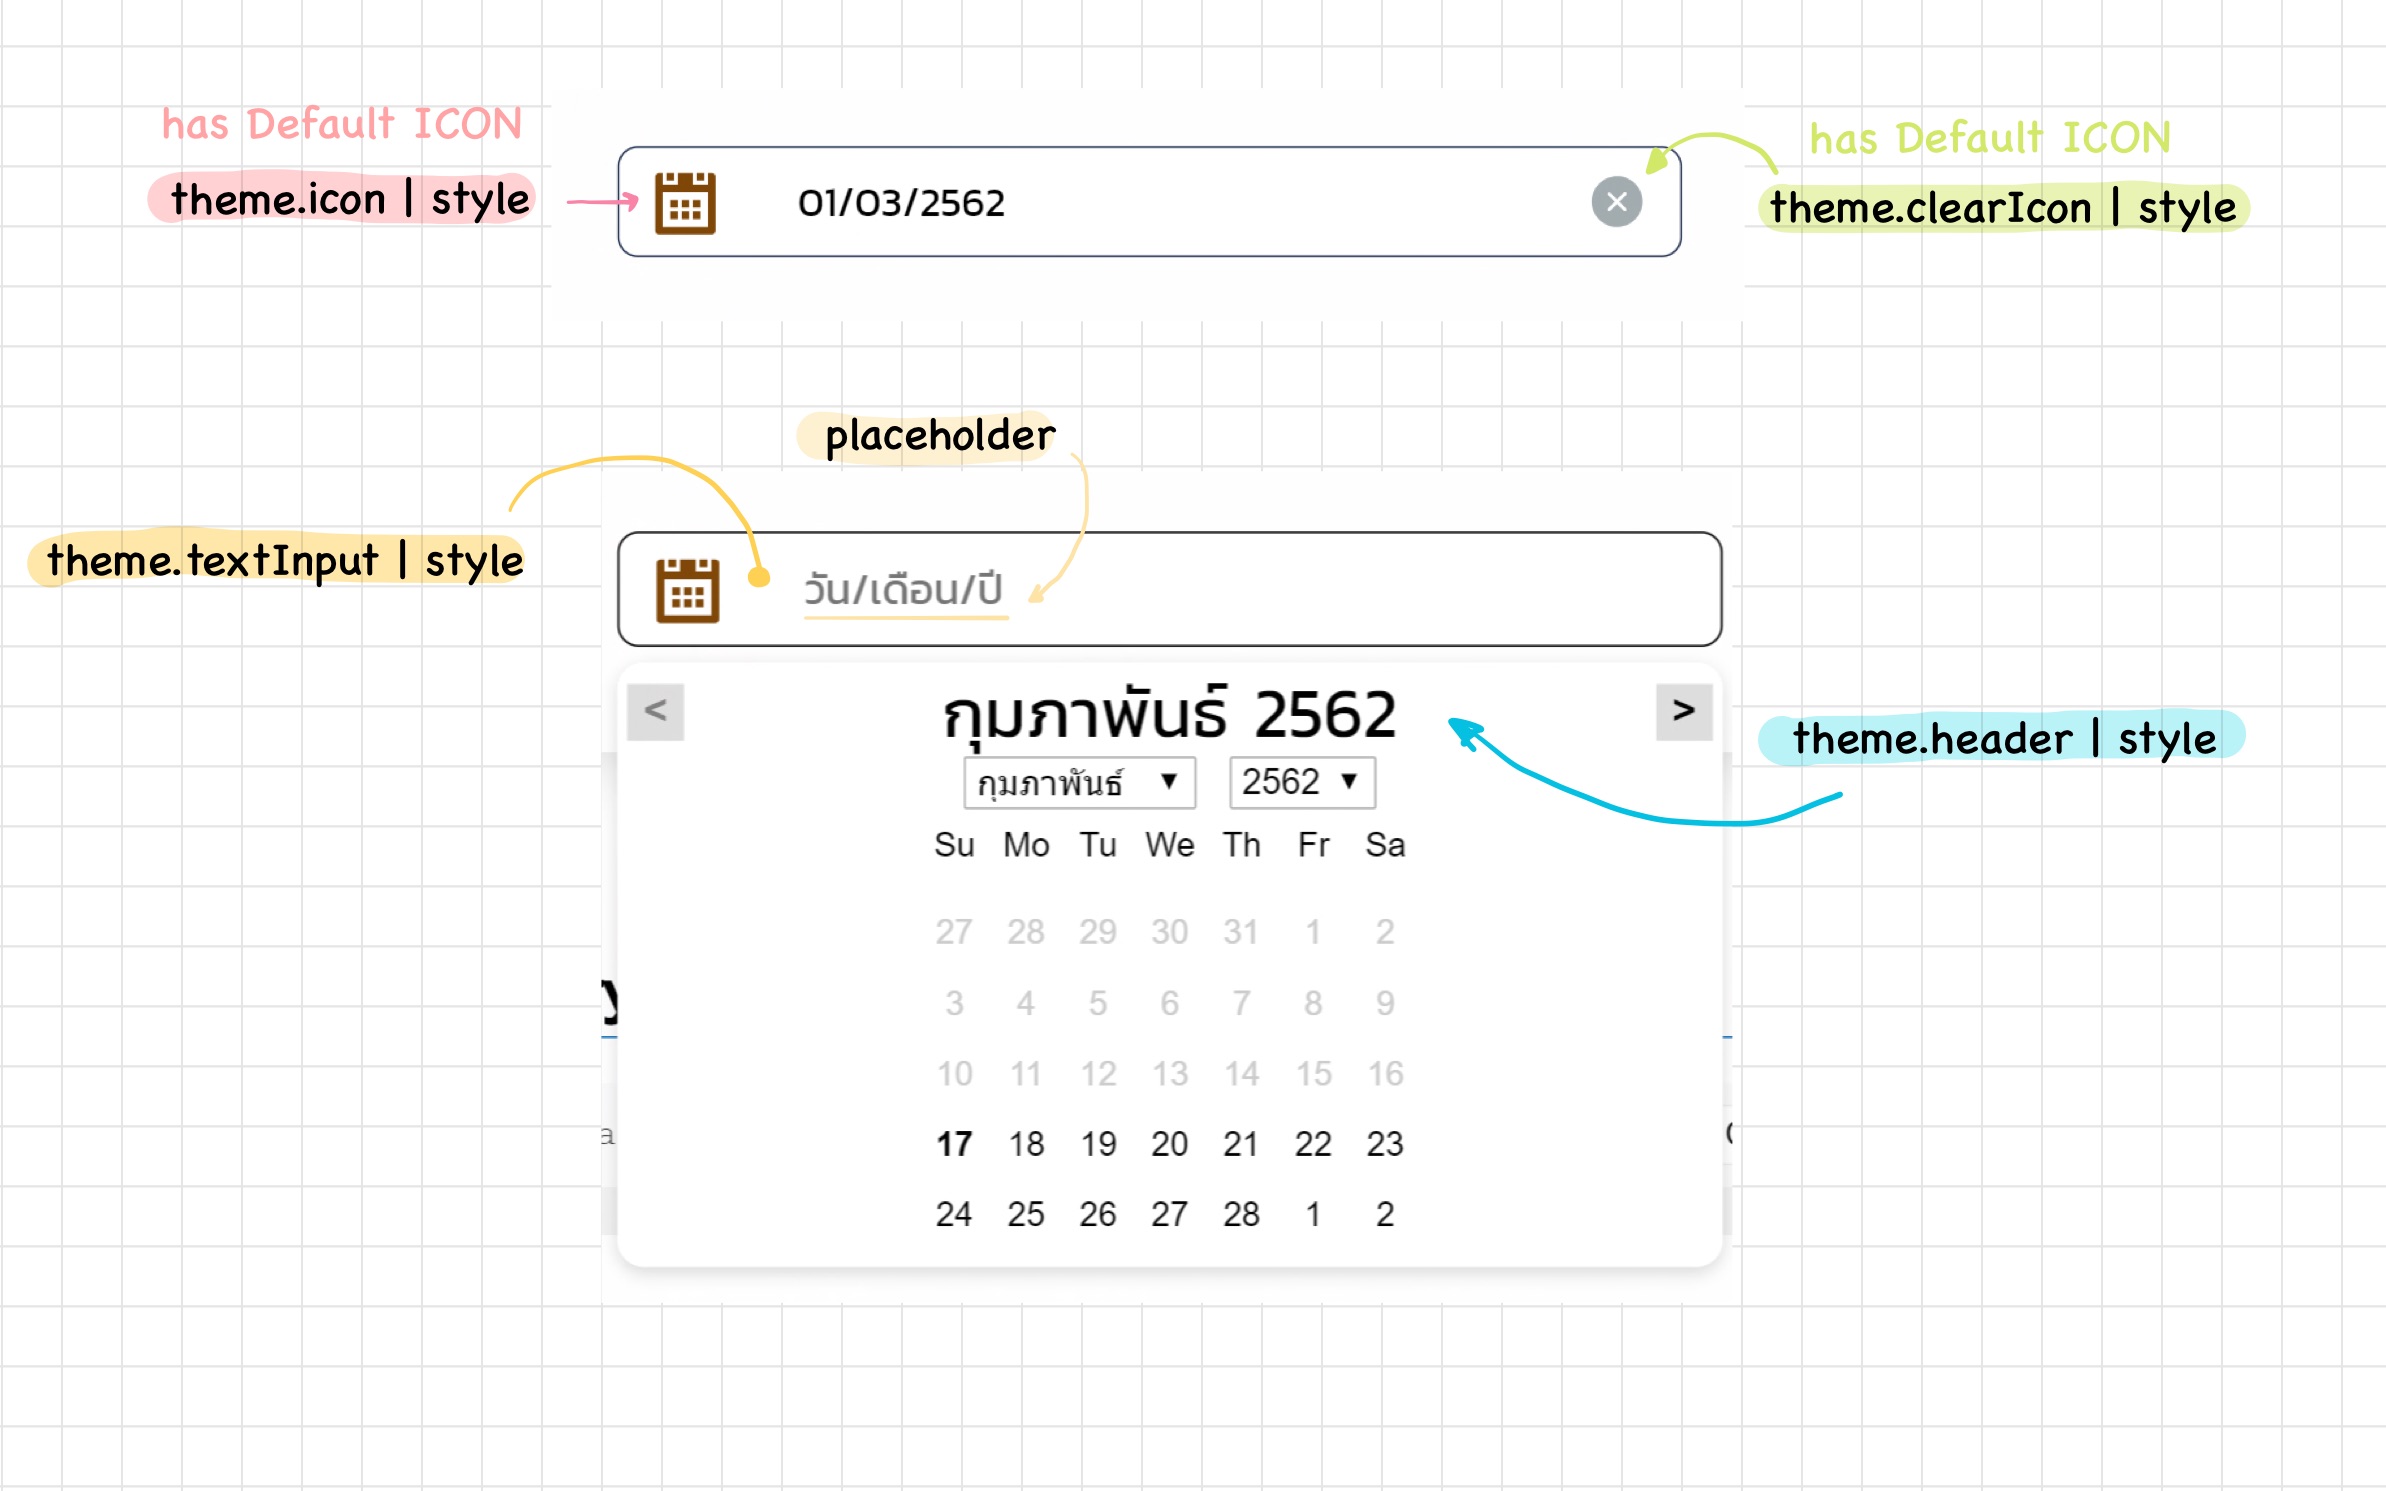 has Default ICON
theme.icon | style
01/03/2562
has Default ICON
theme.clearIcon | style
placeholder
theme.textInput | style
วัน/เดือน/ปี
<
กุมภาพันธ์ 2562
>
theme.header | style
กุมภาพันธ์ ▼ 2562 ▼
Su Mo Tu We Th Fr Sa
27 28 29 30 31 1 2
3 4 5 6 7 8 9
y
10 11 12 13 14 15 16
a
17 18 19 20 21 22 23
24 25 26 27 28 1 2